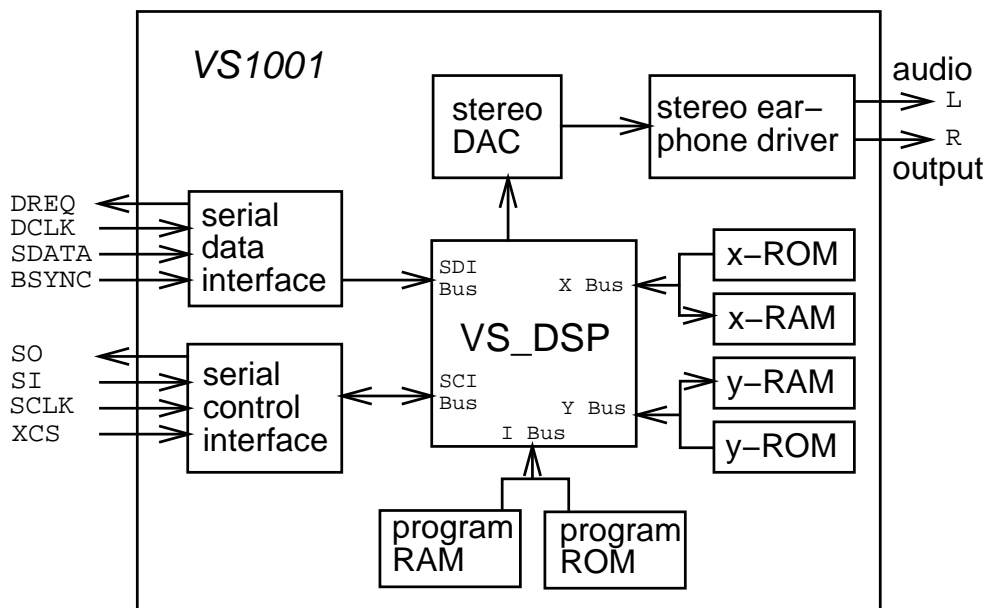 VS1001
stereo
DAC
stereo ear–
phone driver
audio
L
R
output
DREQ
DCLK
SDATA
BSYNC
serial
data
interface
SDI
Bus
X Bus
x–ROM
x–RAM
VS_DSP
SO
SI
SCLK
XCS
serial
control
interface
SCI
Bus
Y Bus
I Bus
y–RAM
y–ROM
program
RAM
program
ROM